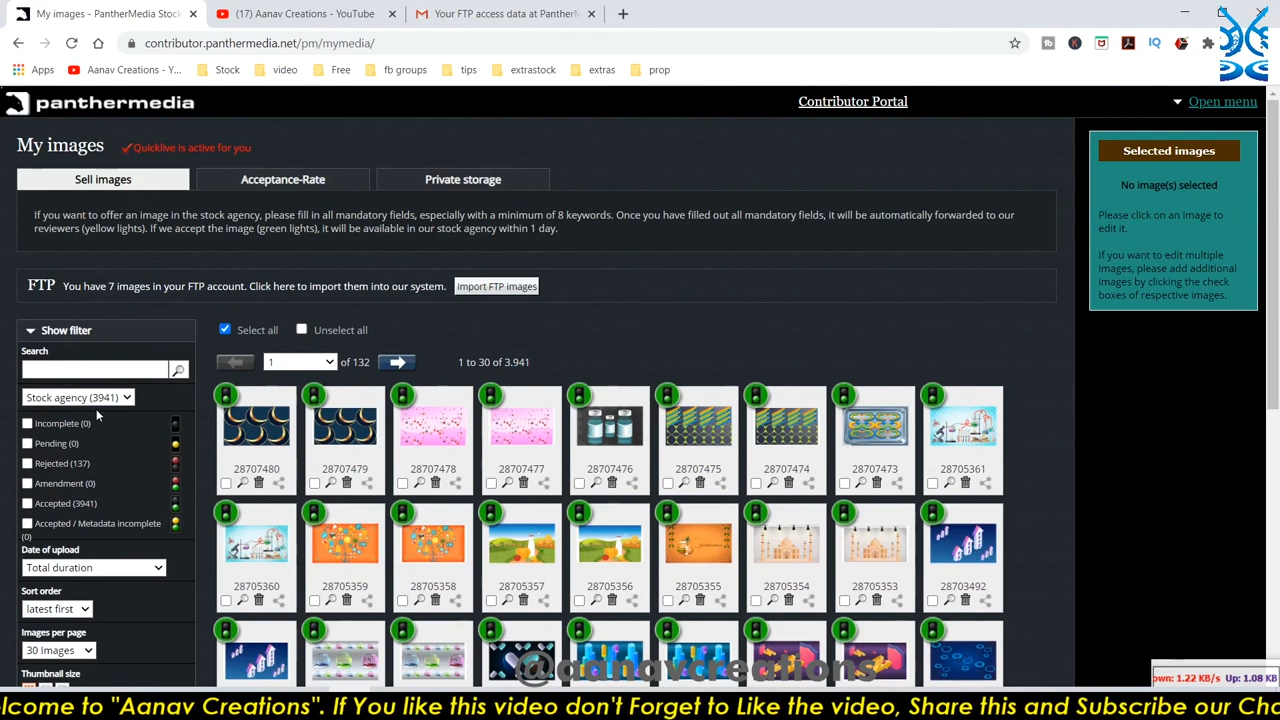 My images - PantherMedia Stock
(17) Aanav Creations - YouTube
Your FTP access data at PantherM
contributor.panthermedia.net/pm/mymedia/
Apps
Aanav Creations - Y...
Stock
video
Free
fb groups
tips
extrastock
extras
prop
panthermedia
Contributor Portal
Open menu
My images
Quicklive is active for you
Sell images
Acceptance-Rate
Private storage
If you want to offer an image in the stock agency, please fill in all mandatory fields, especially with a minimum of 8 keywords. Once you have filled out all mandatory fields, it will be automatically forwarded to our
reviewers (yellow lights). If we accept the image (green lights), it will be available in our stock agency within 1 day.
FTP You have 7 images in your FTP account. Click here to import them into our system. Import FTP images
Show filter
Search
Stock agency (3941)
Incomplete (0)
Pending (0)
Rejected (137)
Amendment (0)
Accepted (3941)
Accepted / Metadata incomplete
(0)
Date of upload
Total duration
Sort order
latest first
Images per page
30 Images
Thumbnail size
Select all
Unselect all
1 of 132
1 to 30 of 3.941
28707480 28707479 28707478 28707477 28707476 28707475 28707474 28707473 28705361
28705360 28705359 28705358 28705357 28705356 28705355 28705354 28705353 28703492
Selected images
No image(s) selected
Please click on an image to
edit it.
If you want to edit multiple
images, please add additional
images by clicking the check
boxes of respective images.
@aanavcreations
own: 1.22 KB/s Up: 1.08 KB
elcome to "Aanav Creations". If You like this video don't Forget to Like the video, Share this and Subscribe our Cha